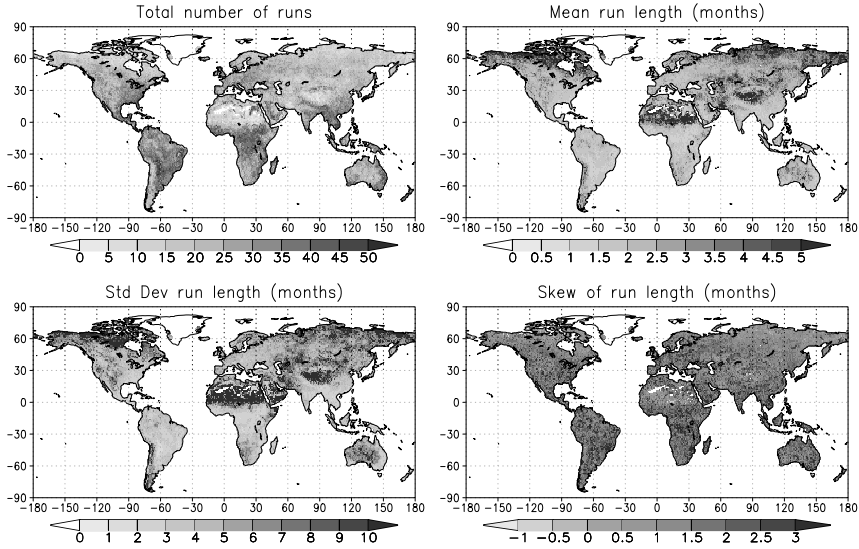 Total number of runs
Mean run length (months)
90 60 30 0 −30 −60 −90
−180 −150 −120 −90 −60 −30 0 30 60 90 120 150 180
0 5 10 15 20 25 30 35 40 45 50
90 60 30 0 −30 −60 −90
−180 −150 −120 −90 −60 −30 0 30 60 90 120 150 180
0 0.5 1 1.5 2 2.5 3 3.5 4 4.5 5
Std Dev run length (months)
Skew of run length (months)
90 60 30 0 −30 −60 −90
−180 −150 −120 −90 −60 −30 0 30 60 90 120 150 180
0 1 2 3 4 5 6 7 8 9 10
90 60 30 0 −30 −60 −90
−180 −150 −120 −90 −60 −30 0 30 60 90 120 150 180
−1 −0.5 0 0.5 1 1.5 2 2.5 3